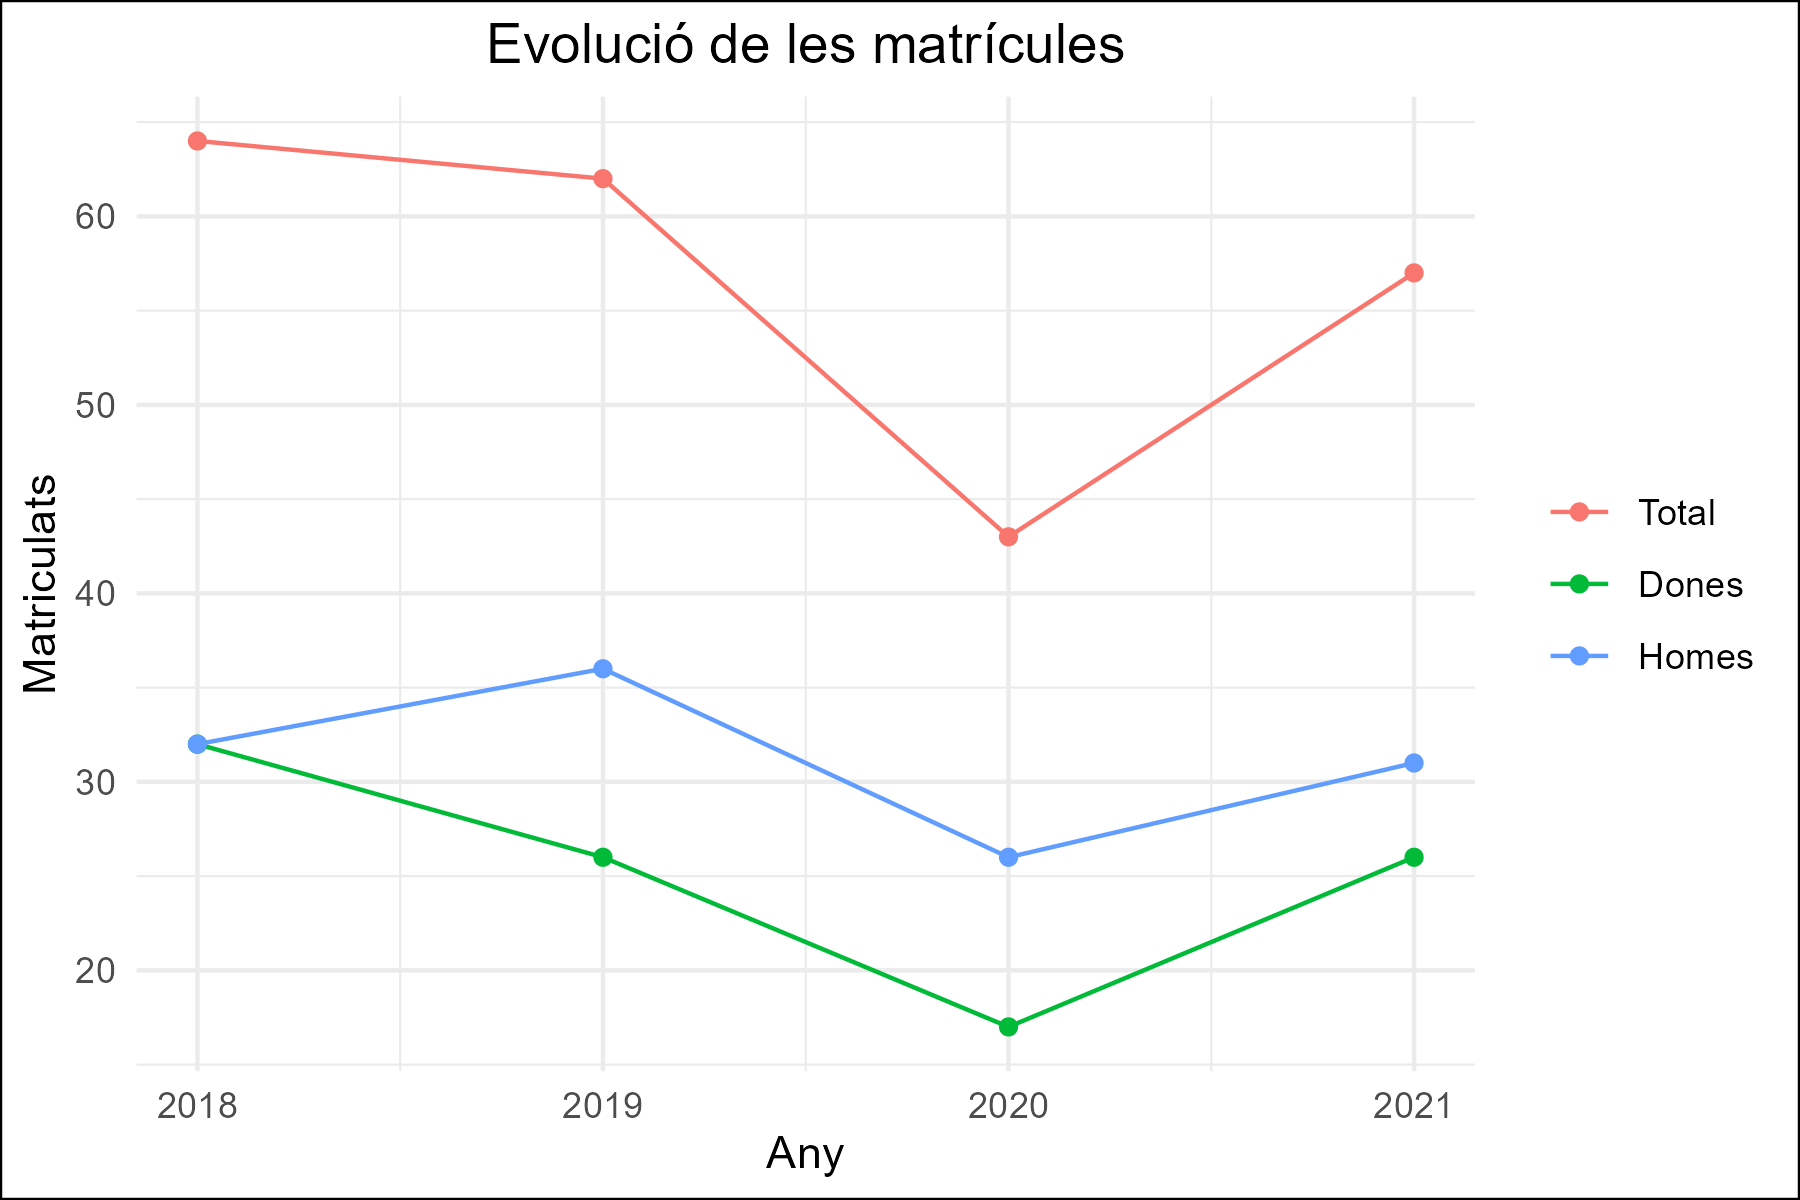 Evolució de les matrícules
Matriculats
60
50
40
30
20
2018 2019 2020 2021
Any
Total
Dones
Homes